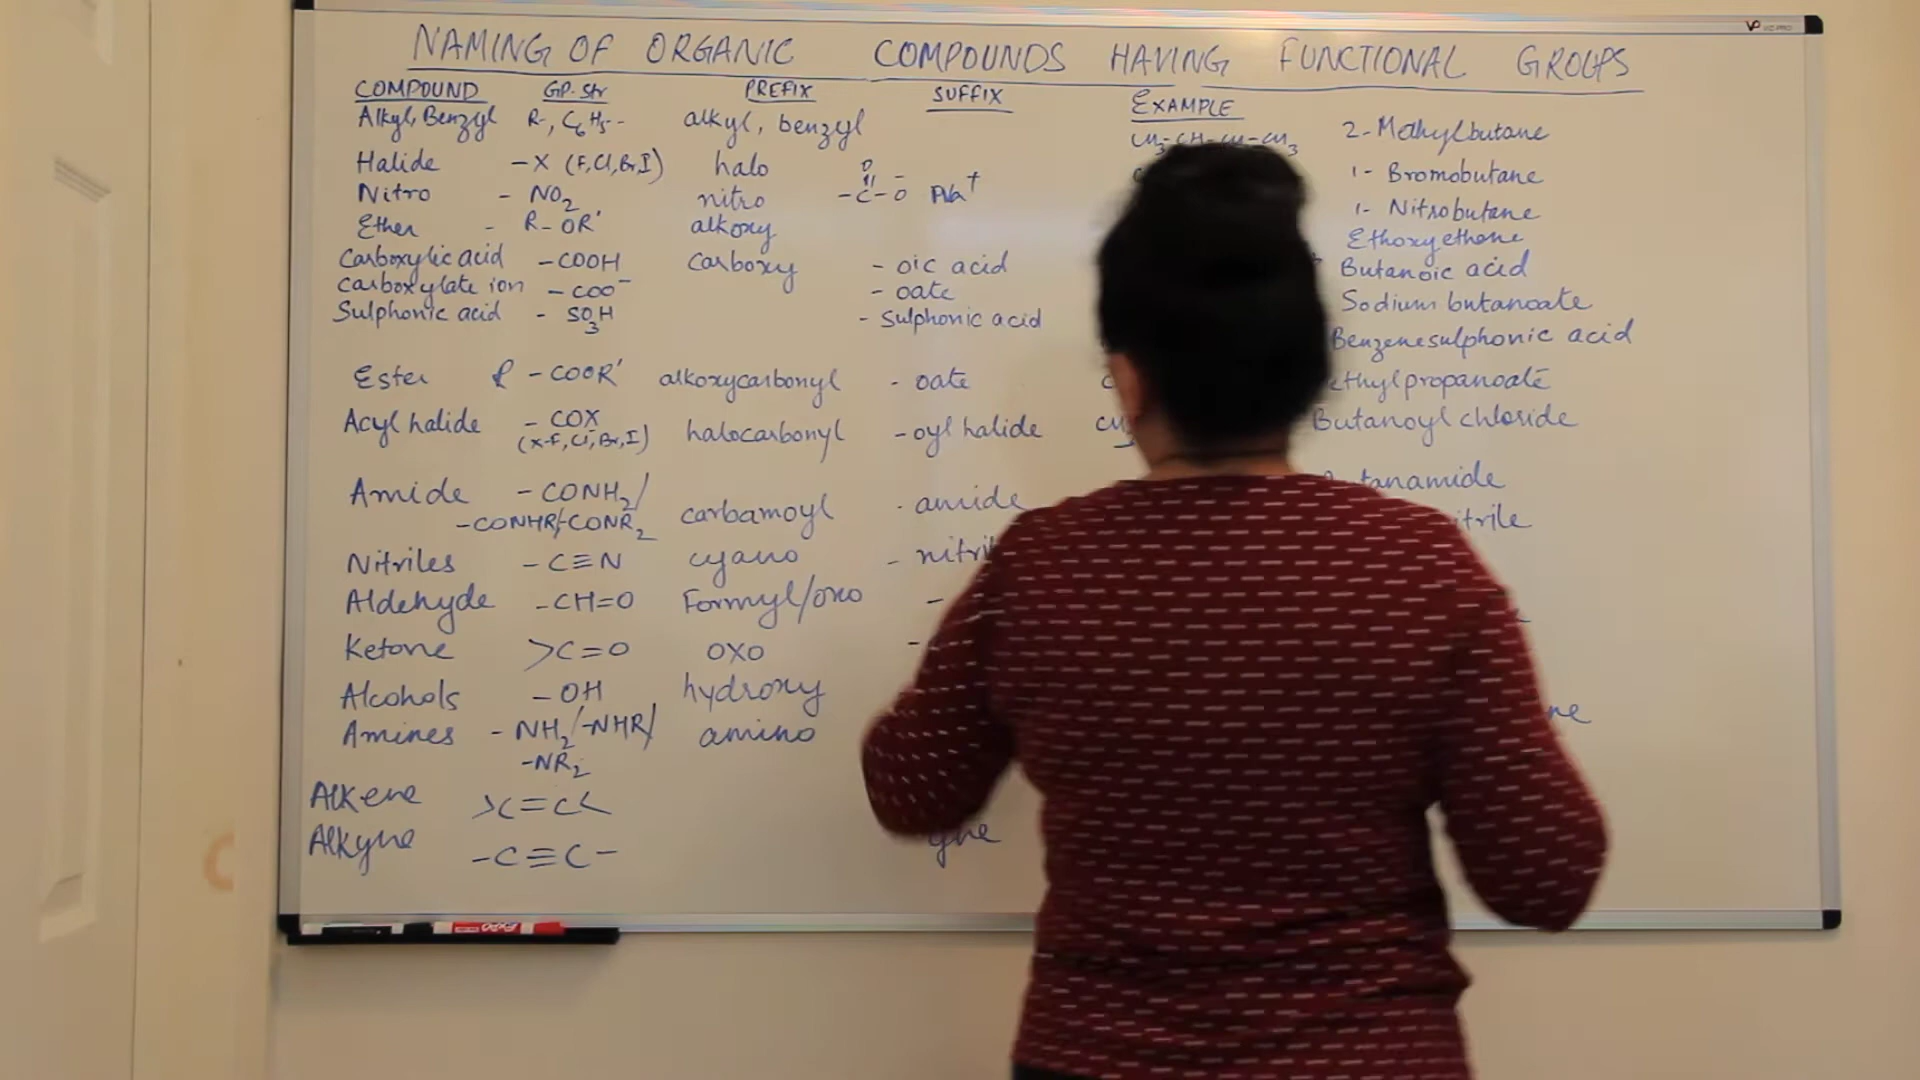 NAMING OF ORGANIC COMPOUNDS HAVING FUNCTIONAL GROUPS
COMPOUND GP. Str PREFIX SUFFIX EXAMPLE
Alkyl, Benzyl R-, C6H5- - alkyl, benzyl CH3-CH-CH-CH3 2-Methylbutane
Halide -X (F,Cl,Br,I) halo 1- Bromobutane
Nitro - NO2 nitro 1- Nitrobutane
O
-C-O- Na+
Ether - R-OR' alkoxy Ethoxyethene
Carboxylic acid -COOH carboxy - oic acid Butanoic acid
Carboxylate ion -COO- - oate Sodium butanoate
Sulphonic acid - SO3H - Sulphonic acid Benzenesulphonic acid
Ester -COOR' alkoxycarbonyl - oate thylpropanoate
Acyl halide -COX halocarbonyl -oyl halide Butanoyl chloride
(X-F,Cl,Br,I)
Amide -CONH2/ carbamoyl - amide tanamide
-CONHR/-CONR2
Nitriles -C≡N cyano - nitril itrile
Aldehyde -CH=O Formyl/oxo -
Ketone >C=O OXO -
Alcohols -OH hydroxy
Amines - NH2/-NHR/ amino ne
-NR2
Alkene >C=C<
Alkyne -C≡C- yne
EXPO